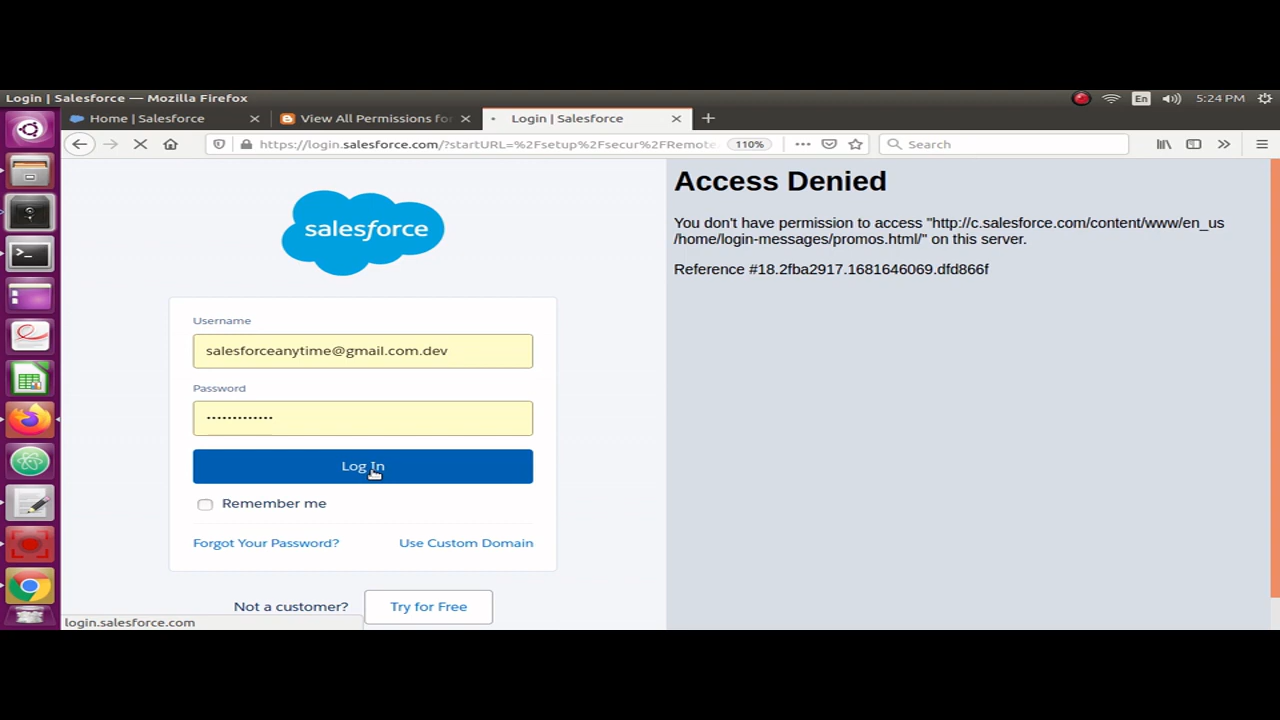 Login | Salesforce — Mozilla Firefox
En
5:24 PM
Home | Salesforce
View All Permissions for
Login | Salesforce
https://login.salesforce.com/?startURL=%2Fsetup%2Fsecur%2FRemote
110%
Search
salesforce
Username
salesforceanytime@gmail.com.dev
Password
•••••••••••••
Log In
Remember me
Forgot Your Password?
Use Custom Domain
Not a customer?
Try for Free
login.salesforce.com
Access Denied
You don't have permission to access "http://c.salesforce.com/content/www/en_us
/home/login-messages/promos.html/" on this server.
Reference #18.2fba2917.1681646069.dfd866f